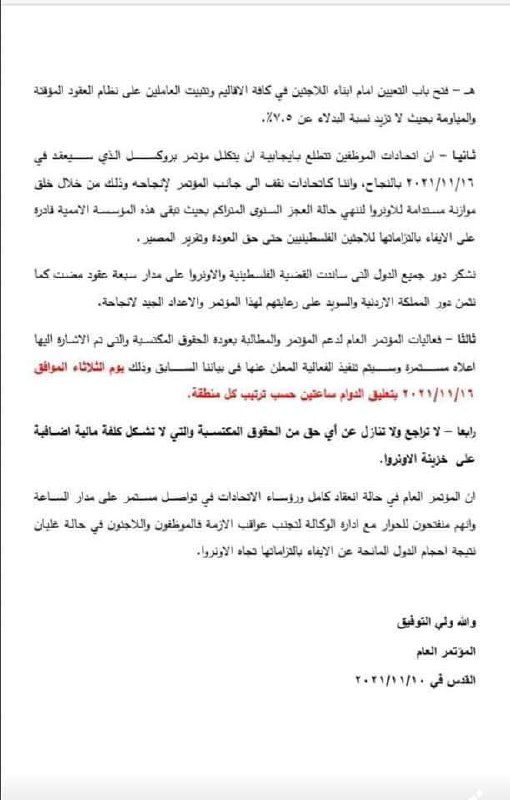 هـ – فتح باب التعيين امام ابناء اللاجئين في كافة الاقاليم وتثبيت العاملين على نظام العقود المؤقتة
والمياومة بحيث لا تزيد نسبة البدلاء عن ٧.٥٪.
ثانيا – ان اتحادات الموظفين تتطلع بايجابية ان يتكلل مؤتمر بروكسل الذي سيعقد في
٢٠٢١/١١/١٦ بالنجاح، واننا كاتحادات نقف الى جانب المؤتمر لإنجاحه وذلك من خلال خلق
موازنة مستدامة للاونروا لننهي حالة العجز السنوي المتراكم بحيث تبقى هذه المؤسسة الاممية قادرة
على الايفاء بالتزاماتها للاجئين الفلسطينيين حتى حق العودة وتقرير المصير.
نشكر دور جميع الدول التي ساندت القضية الفلسطينية والاونروا على مدار سبعة عقود مضت كما
نثمن دور المملكة الاردنية والسويد على رعايتهم لهذا المؤتمر والاعداد الجيد لانجاحة.
ثالثا – فعاليات المؤتمر العام لدعم المؤتمر والمطالبة بعودة الحقوق المكتسبة والتي تم الاشارة اليها
اعلاه مستمرة وسيتم تنفيذ الفعالية المعلن عنها في بياننا السابق وذلك يوم الثلاثاء الموافق
٢٠٢١/١١/١٦ بتعليق الدوام ساعتين حسب ترتيب كل منطقة.
رابعا – لا تراجع ولا تنازل عن أي حق من الحقوق المكتسبة والتي لا تشكل كلفة مالية اضافية
على خزينة الاونروا.
ان المؤتمر العام في حالة انعقاد كامل ورؤساء الاتحادات في تواصل مستمر على مدار الساعة
وانهم منفتحون للحوار مع ادارة الوكالة لتجنب عواقب الازمة فالموظفون واللاجئون في حالة غليان
نتيجة احجام الدول المانحة عن الايفاء بالتزاماتها تجاه الاونروا.
والله ولي التوفيق
المؤتمر العام
القدس في ٢٠٢١/١١/١٠